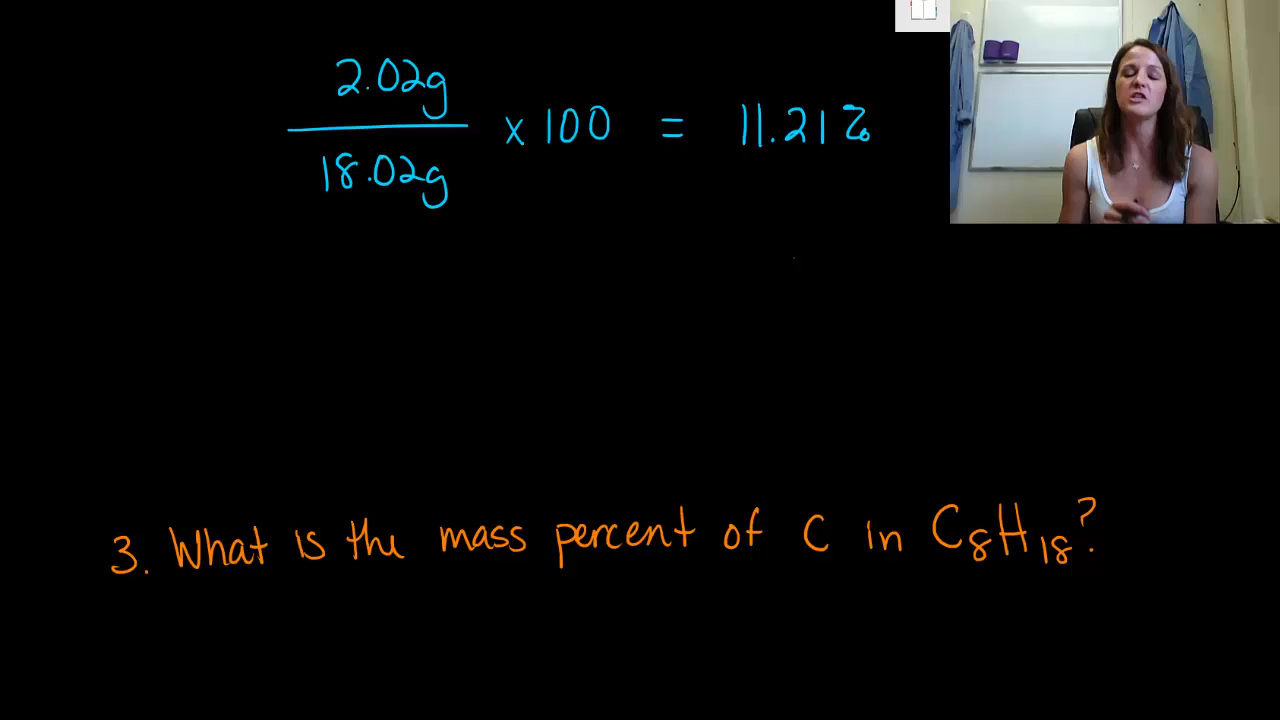 2.02g
18.02g
x 100 = 11.21%
3. What is the mass percent of C in C₈H₁₈?